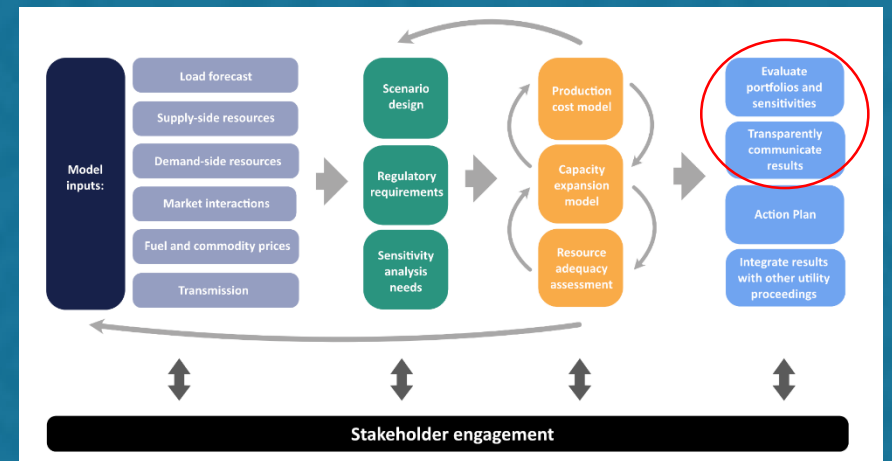 Model
inputs:
Load forecast
Supply-side resources
Demand-side resources
Market interactions
Fuel and commodity prices
Transmission
Scenario
design
Regulatory
requirements
Sensitivity
analysis
needs
Production
cost model
Capacity
expansion
model
Resource
adequacy
assessment
Evaluate
portfolios and
sensitivities
Transparently
communicate
results
Action Plan
Integrate results
with other utility
proceedings
Stakeholder engagement